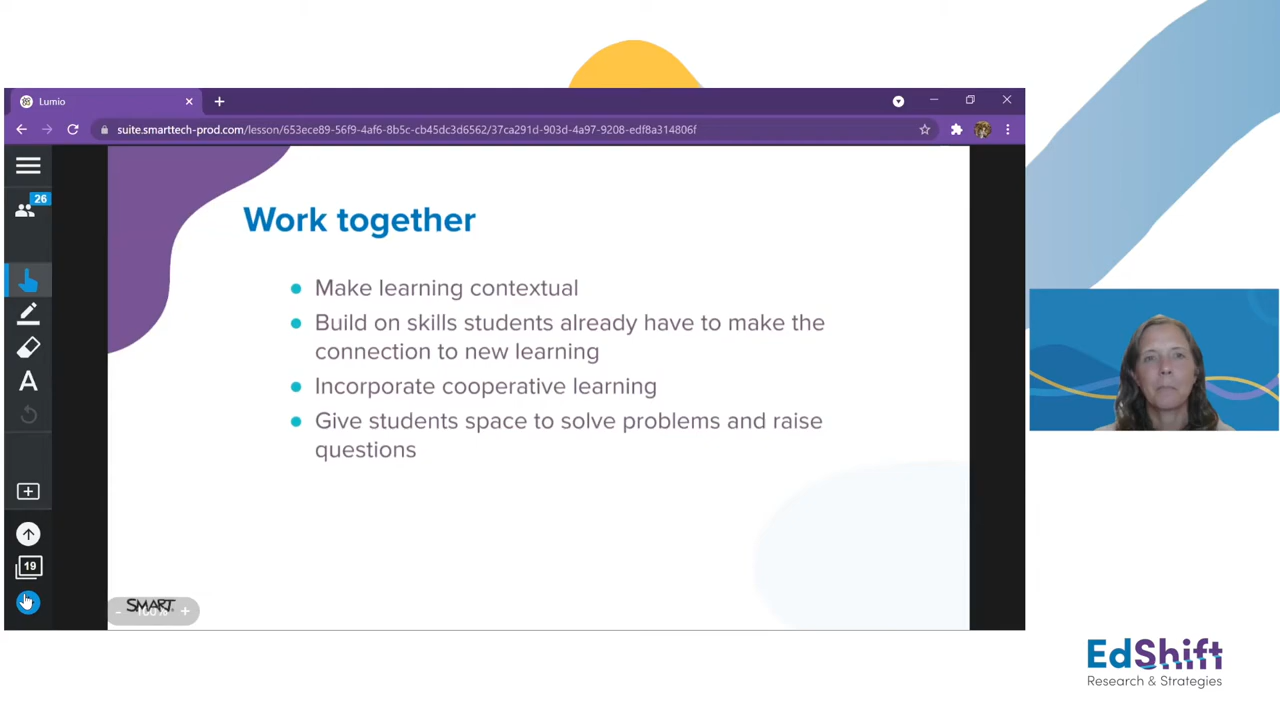 Lumio
suite.smarttech-prod.com/lesson/653ece89-56f9-4af6-8b5c-cb45dc3d6562/37ca291d-903d-4a97-9208-edf8a314806f
26
Work together
Make learning contextual
Build on skills students already have to make the
connection to new learning
Incorporate cooperative learning
Give students space to solve problems and raise
questions
A
19
SMART
100%
EdShift
Research & Strategies